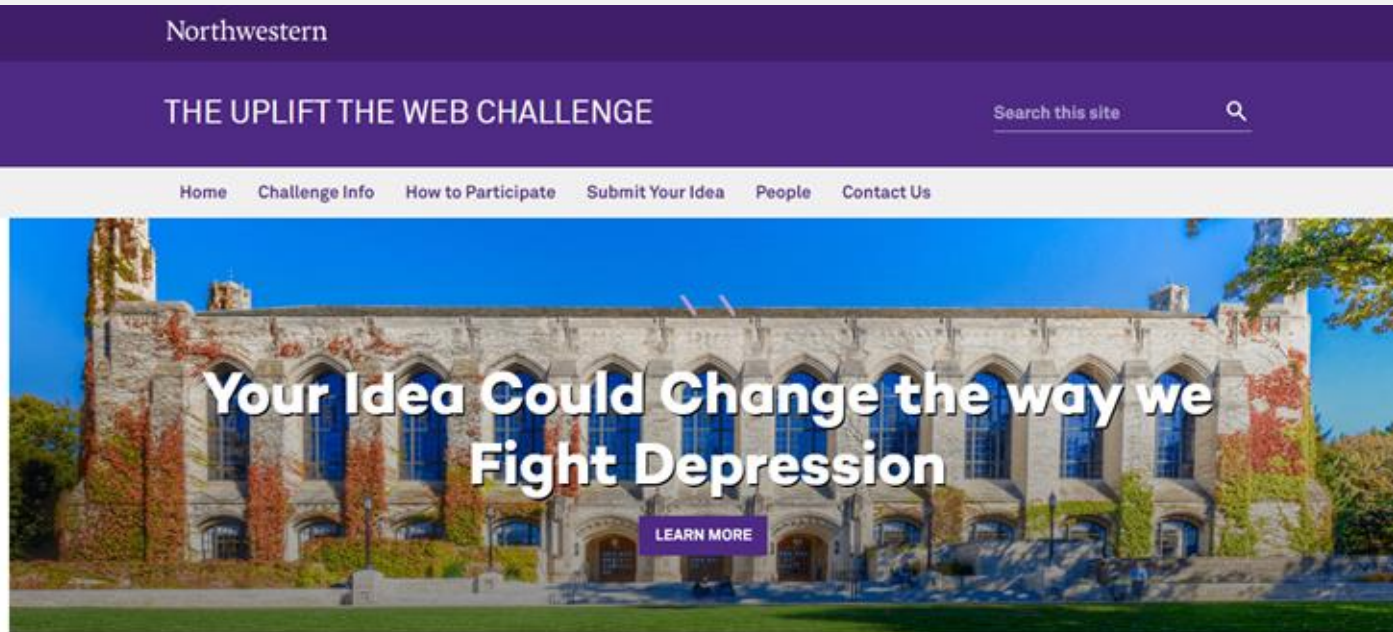 Northwestern
THE UPLIFT THE WEB CHALLENGE
Search this site
Home Challenge Info How to Participate Submit Your Idea People Contact Us
Your Idea Could Change the way we
Fight Depression
LEARN MORE